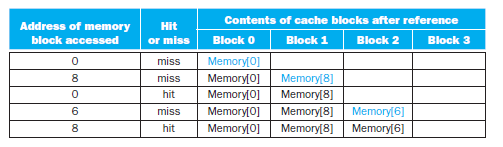 Address of memory block accessed | Hit or miss | Contents of cache blocks after reference
Block 0 | Block 1 | Block 2 | Block 3
0 | miss | Memory[0] | | |
8 | miss | Memory[0] | Memory[8] | |
0 | hit | Memory[0] | Memory[8] | |
6 | miss | Memory[0] | Memory[8] | Memory[6] |
8 | hit | Memory[0] | Memory[8] | Memory[6] |